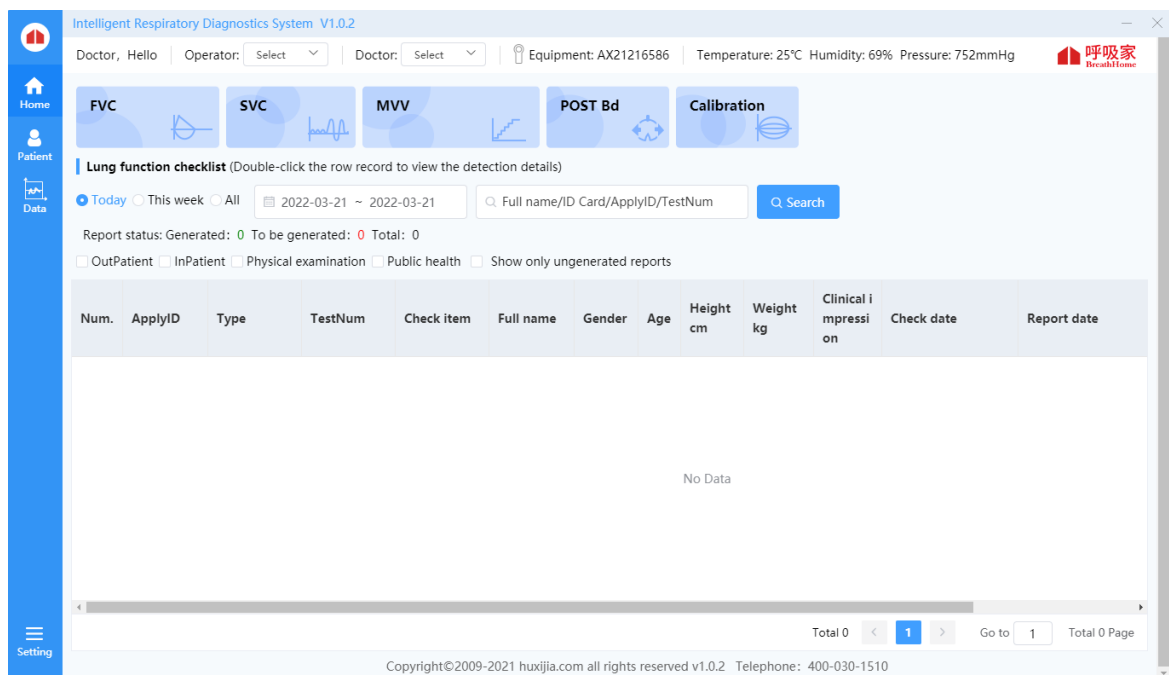 Intelligent Respiratory Diagnostics System V1.0.2
Doctor, Hello Operator: Select Doctor: Select Equipment: AX21216586 Temperature: 25℃ Humidity: 69% Pressure: 752mmHg 呼吸家
BreathHome
Home
Patient
Data
FVC SVC MVV POST Bd Calibration
Lung function checklist (Double-click the row record to view the detection details)
Today This week All 2022-03-21 ~ 2022-03-21 Full name/ID Card/ApplyID/TestNum Search
Report status: Generated: 0 To be generated: 0 Total: 0
OutPatient InPatient Physical examination Public health Show only ungenerated reports
Num. ApplyID Type TestNum Check item Full name Gender Age Height cm Weight kg Clinical i mpressi on Check date Report date
No Data
Total 0 < 1 > Go to 1 Total 0 Page
Setting
Copyright©2009-2021 huxijia.com all rights reserved v1.0.2 Telephone: 400-030-1510